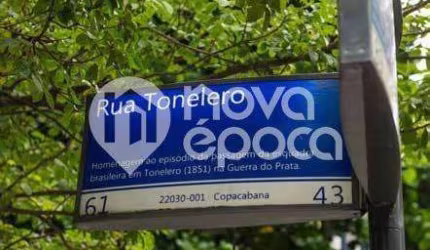 Rua Tonelero
nova
época
Homenagem ao episódio da passagem da esquadra
brasileira em Tonelero (1851) na Guerra do Prata.
61 22030-001 - Copacabana 43